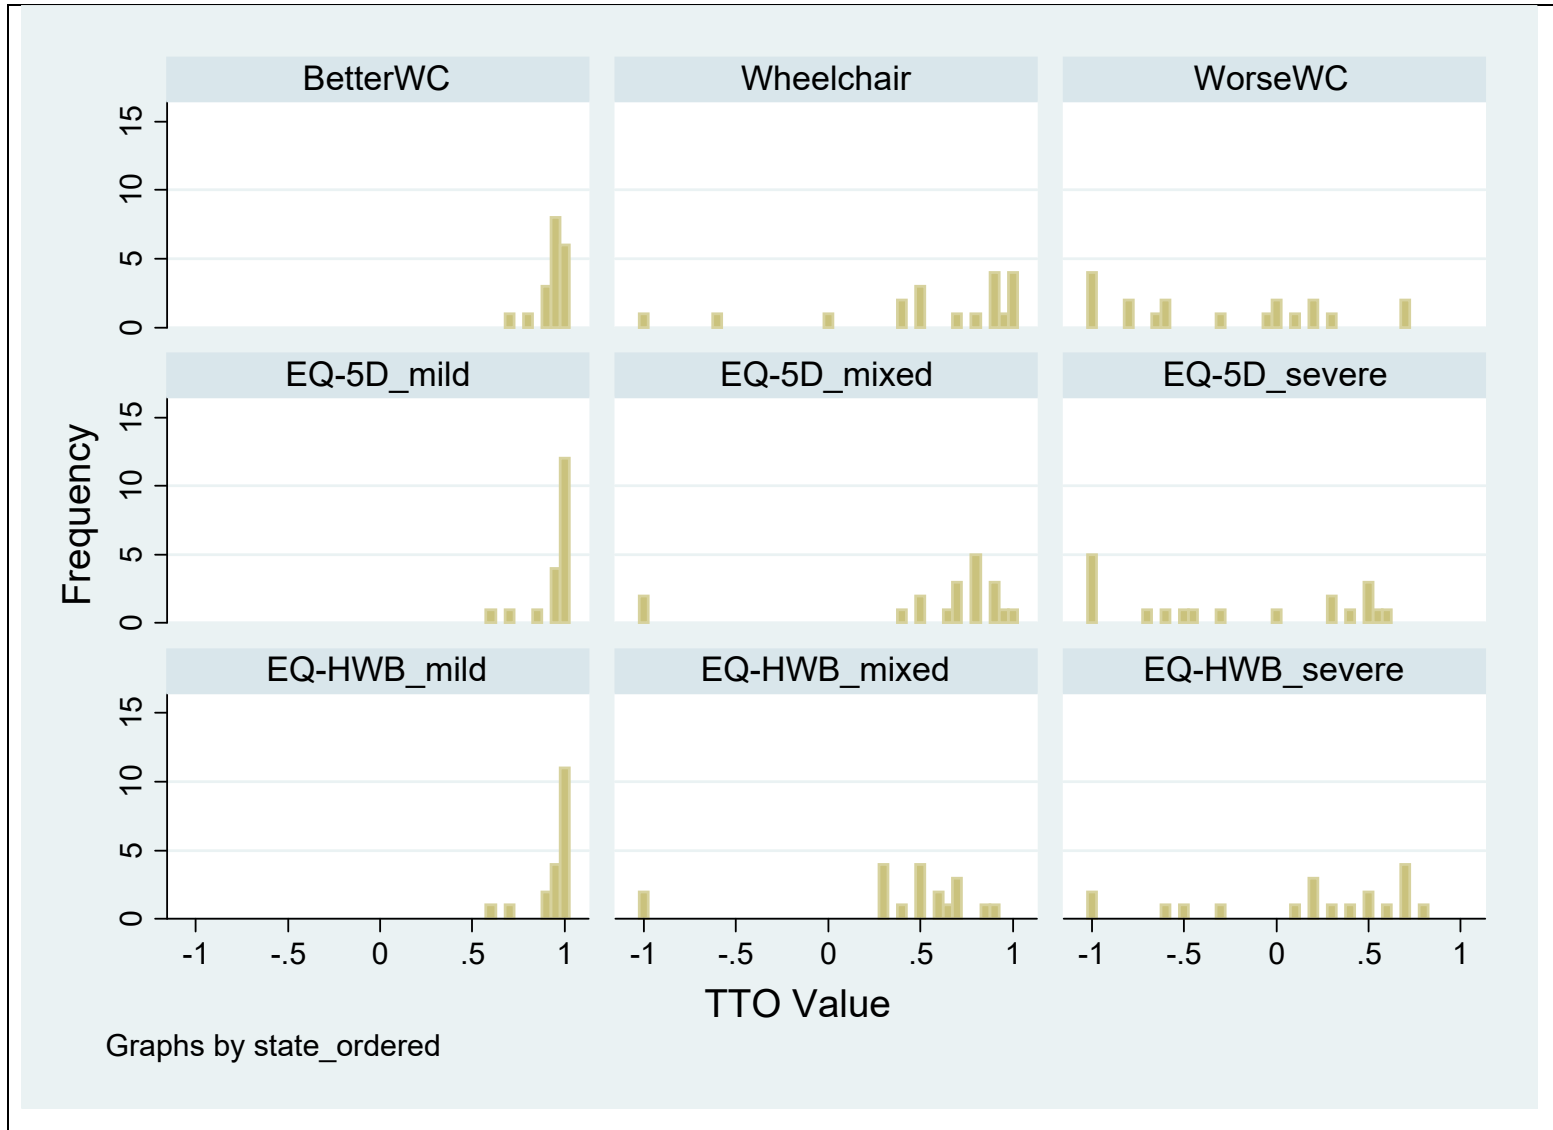 BetterWC Wheelchair WorseWC
15
10
5
0
EQ-5D_mild EQ-5D_mixed EQ-5D_severe
15
10
5
0
EQ-HWB_mild EQ-HWB_mixed EQ-HWB_severe
15
10
5
0
Frequency
-1 -.5 0 .5 1 -1 -.5 0 .5 1 -1 -.5 0 .5 1
TTO Value
Graphs by state_ordered